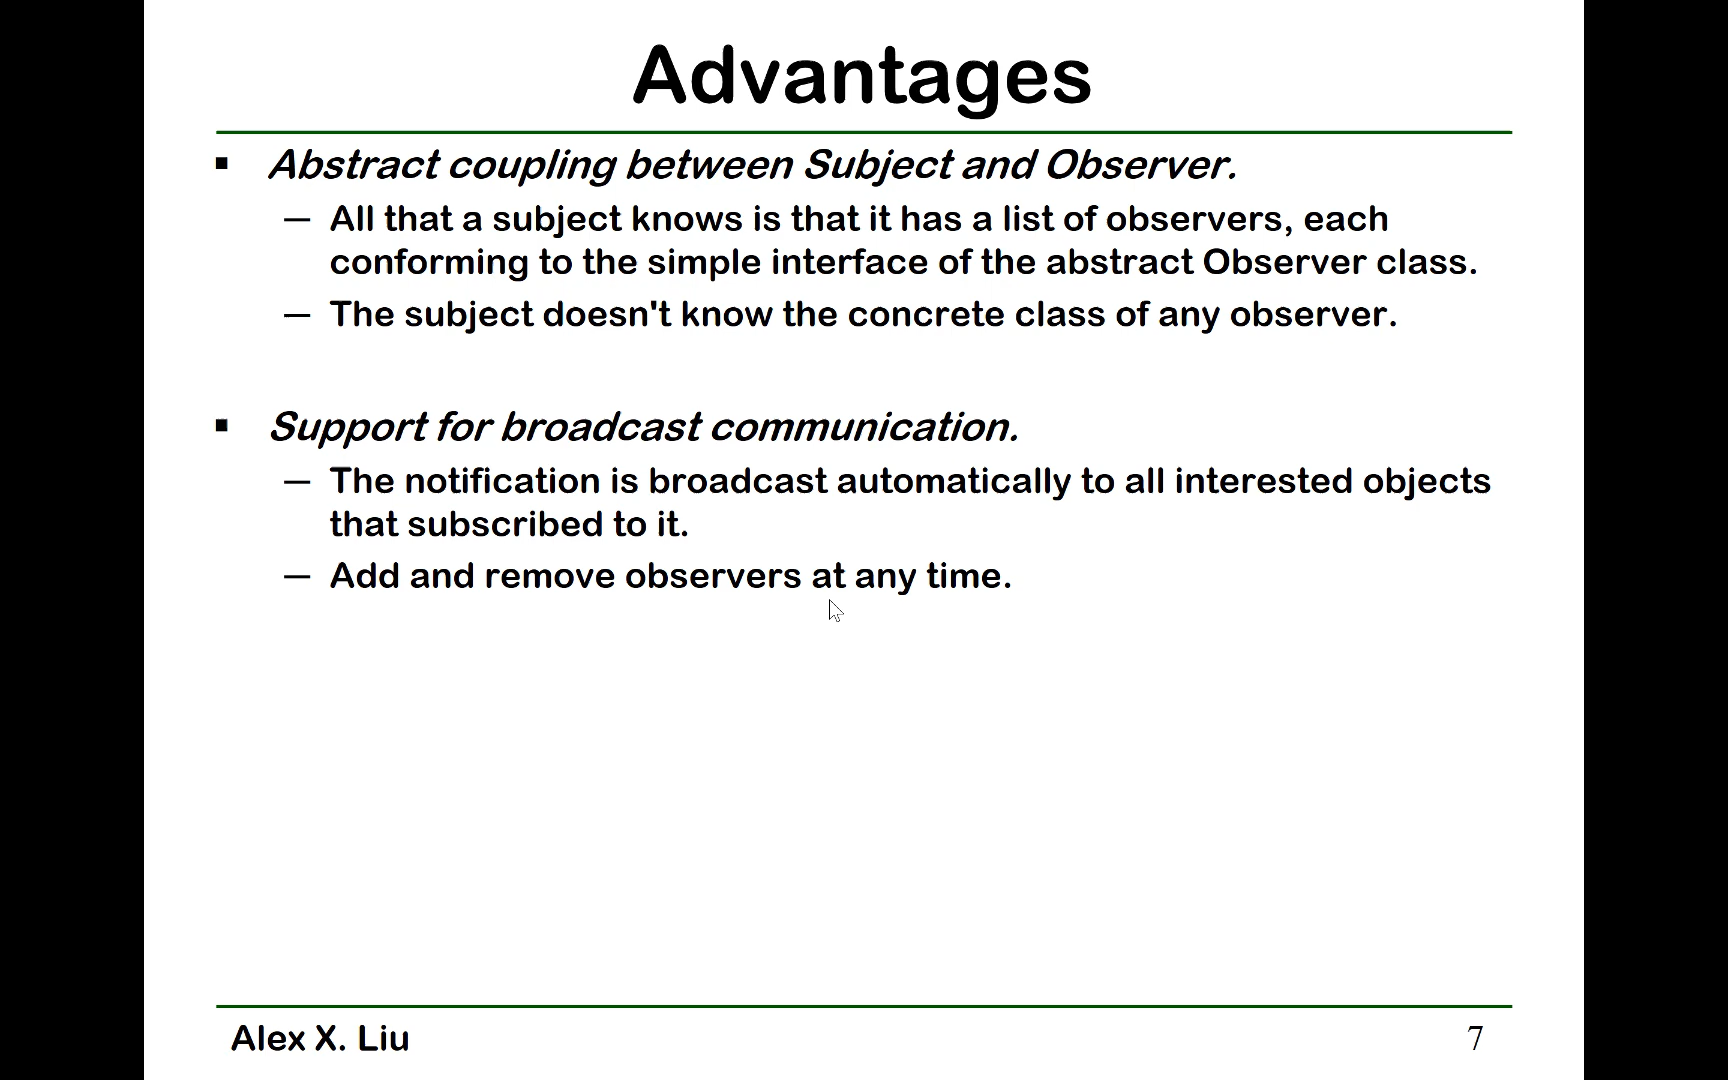 Advantages
▪ Abstract coupling between Subject and Observer.
— All that a subject knows is that it has a list of observers, each
conforming to the simple interface of the abstract Observer class.
— The subject doesn't know the concrete class of any observer.
▪ Support for broadcast communication.
— The notification is broadcast automatically to all interested objects
that subscribed to it.
— Add and remove observers at any time.
Alex X. Liu
7